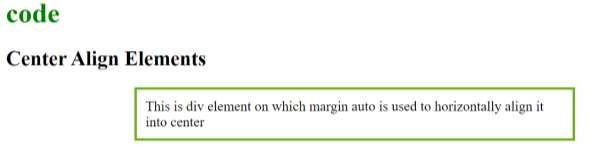 code
Center Align Elements
This is div element on which margin auto is used to horizontally align it
into center